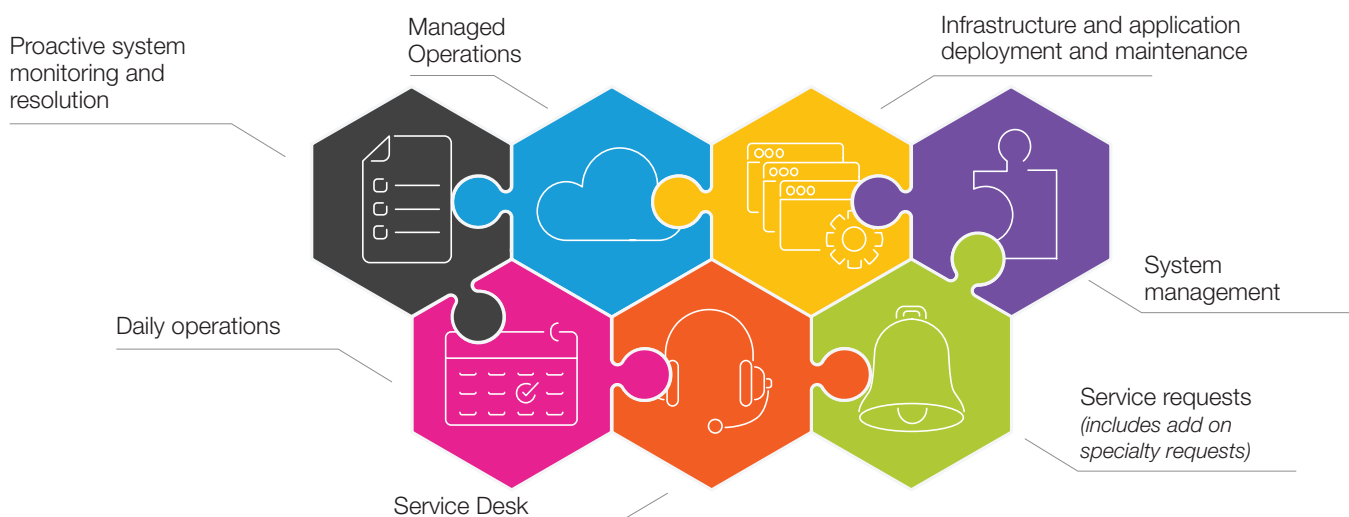 Proactive system
monitoring and
resolution
Managed
Operations
Infrastructure and application
deployment and maintenance
System
management
Daily operations
Service requests
(includes add on
specialty requests)
Service Desk